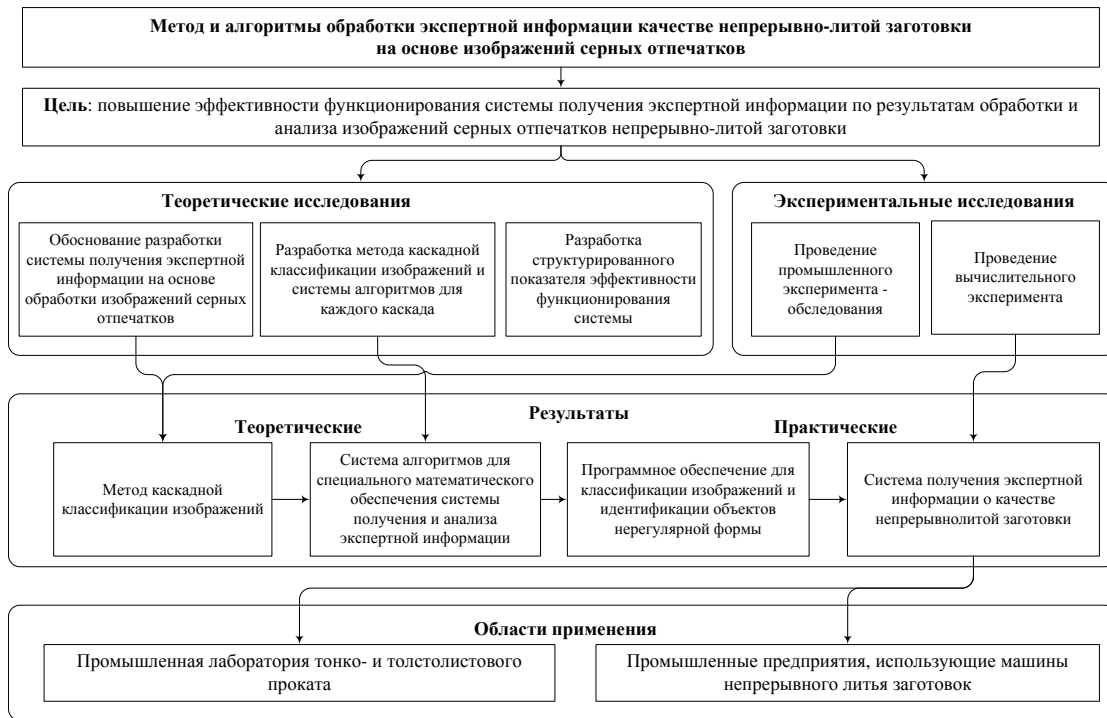 Метод и алгоритмы обработки экспертной информации качестве непрерывно-литой заготовки
на основе изображений серных отпечатков
Цель: повышение эффективности функционирования системы получения экспертной информации по результатам обработки и
анализа изображений серных отпечатков непрерывно-литой заготовки
Теоретические исследования
Обоснование разработки
системы получения экспертной
информации на основе
обработки изображений серных
отпечатков
Разработка метода каскадной
классификации изображений и
системы алгоритмов для
каждого каскада
Разработка
структурированного
показателя эффективности
функционирования
системы
Экспериментальные исследования
Проведение
промышленного
эксперимента -
обследования
Проведение
вычислительного
эксперимента
Результаты
Теоретические
Практические
Метод каскадной
классификации изображений
Система алгоритмов для
специального математического
обеспечения системы
получения и анализа
экспертной информации
Программное обеспечение для
классификации изображений и
идентификации объектов
нерегулярной формы
Система получения экспертной
информации о качестве
непрерывнолитой заготовки
Области применения
Промышленная лаборатория тонко- и толстолистового
проката
Промышленные предприятия, использующие машины
непрерывного литья заготовок